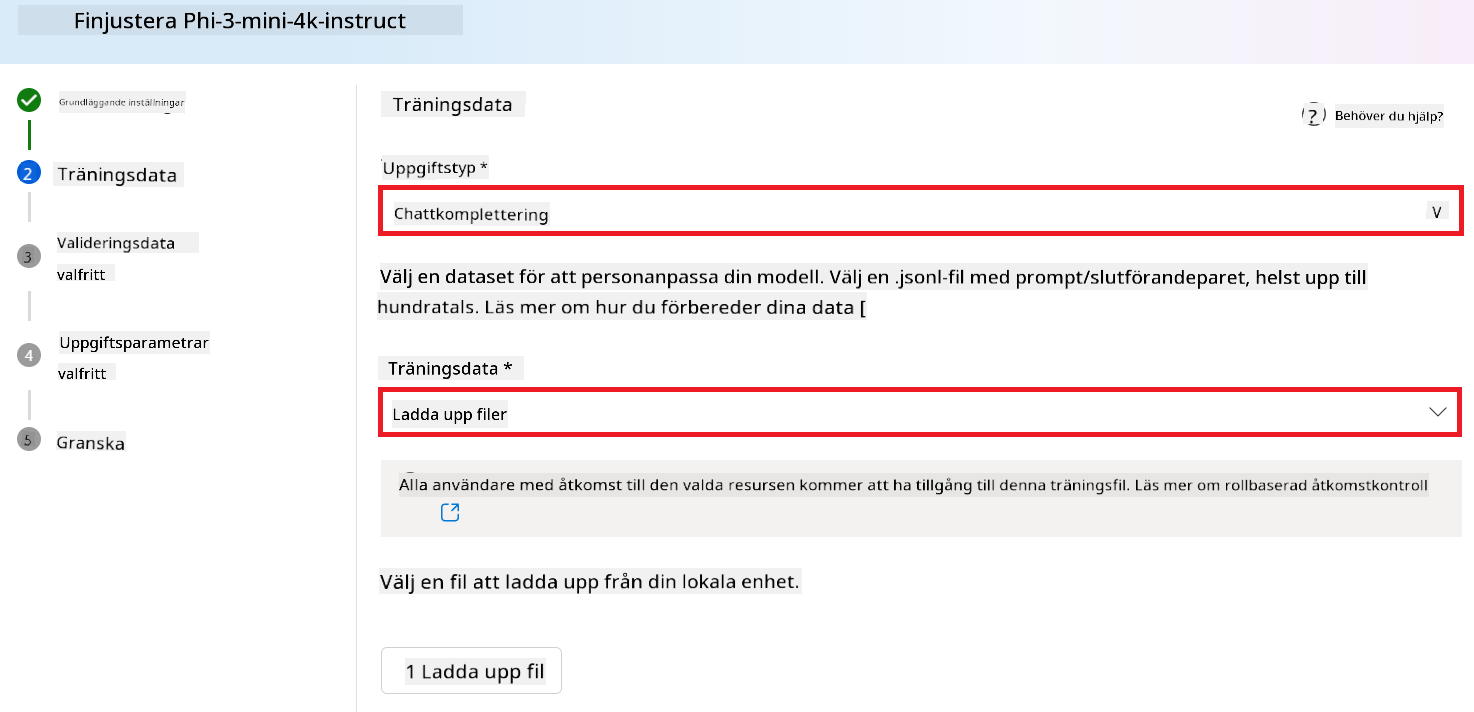 Finjustera Phi-3-mini-4k-instruct
Grundläggande inställningar
2
Träningsdata
3
Valideringsdata
valfritt
4
Uppgiftsparametrar
valfritt
5
Granska
Träningsdata
? Behöver du hjälp?
Uppgiftstyp *
Chattkomplettering V
Välj en dataset för att personanpassa din modell. Välj en .jsonl-fil med prompt/slutförandeparet, helst upp till
hundratals. Läs mer om hur du förbereder dina data [
Träningsdata *
Ladda upp filer
Alla användare med åtkomst till den valda resursen kommer att ha tillgång till denna träningsfil. Läs mer om rollbaserad åtkomstkontroll
Välj en fil att ladda upp från din lokala enhet.
1 Ladda upp fil